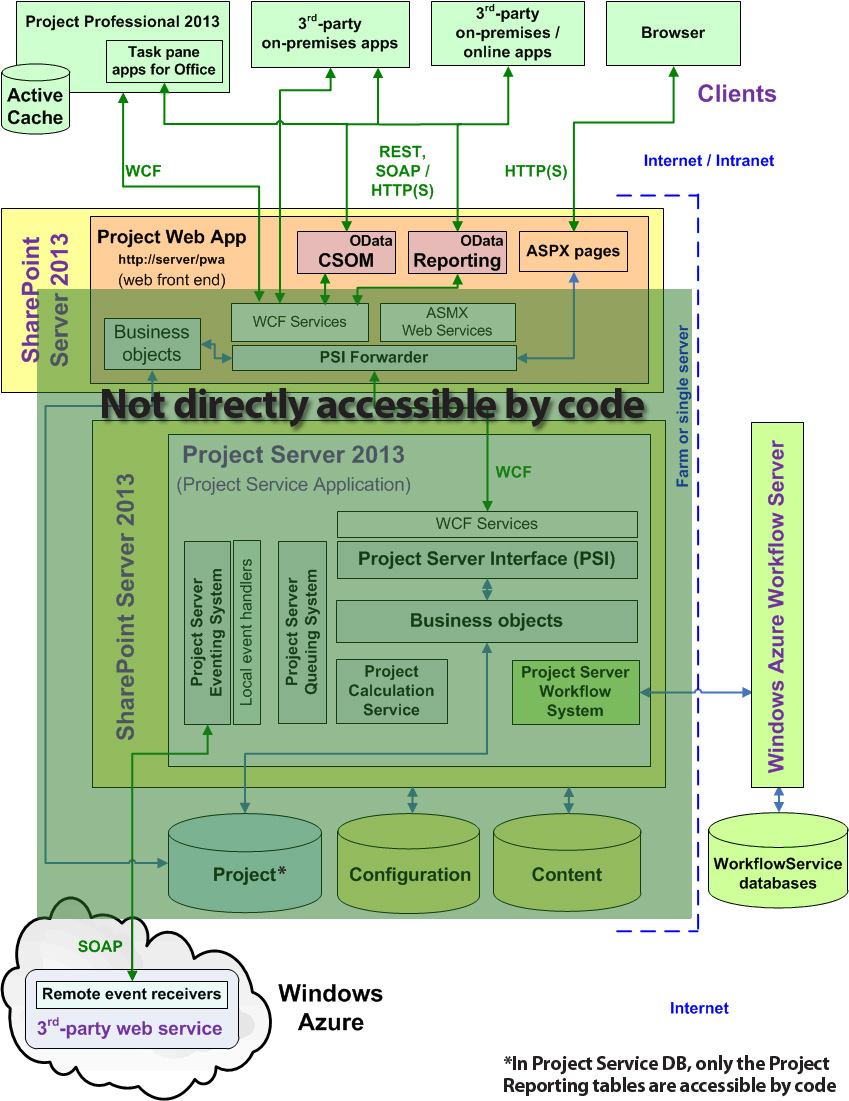 Project Professional 2013
Task pane
apps for Office
Active
Cache
3rd-party
on-premises apps
3rd-party
on-premises /
online apps
Browser
Clients
WCF
REST,
SOAP /
HTTP(S)
HTTP(S)
Internet / Intranet
SharePoint
Server 2013
Project Web App
http://server/pwa
(web front end)
OData
CSOM
OData
Reporting
ASPX pages
WCF Services
ASMX
Web Services
Business
objects
PSI Forwarder
Not directly accessible by code
Farm or single server
SharePoint Server 2013
Project Server 2013
(Project Service Application)
WCF
WCF Services
Project Server Interface (PSI)
Business objects
Project Server
Eventing System
Local event handlers
Project Server
Queuing System
Project
Calculation
Service
Project Server
Workflow
System
Windows Azure Workflow Server
Project*
Configuration
Content
WorkflowService
databases
SOAP
Remote event receivers
3rd-party web service
Windows
Azure
Internet
*In Project Service DB, only the Project
Reporting tables are accessible by code